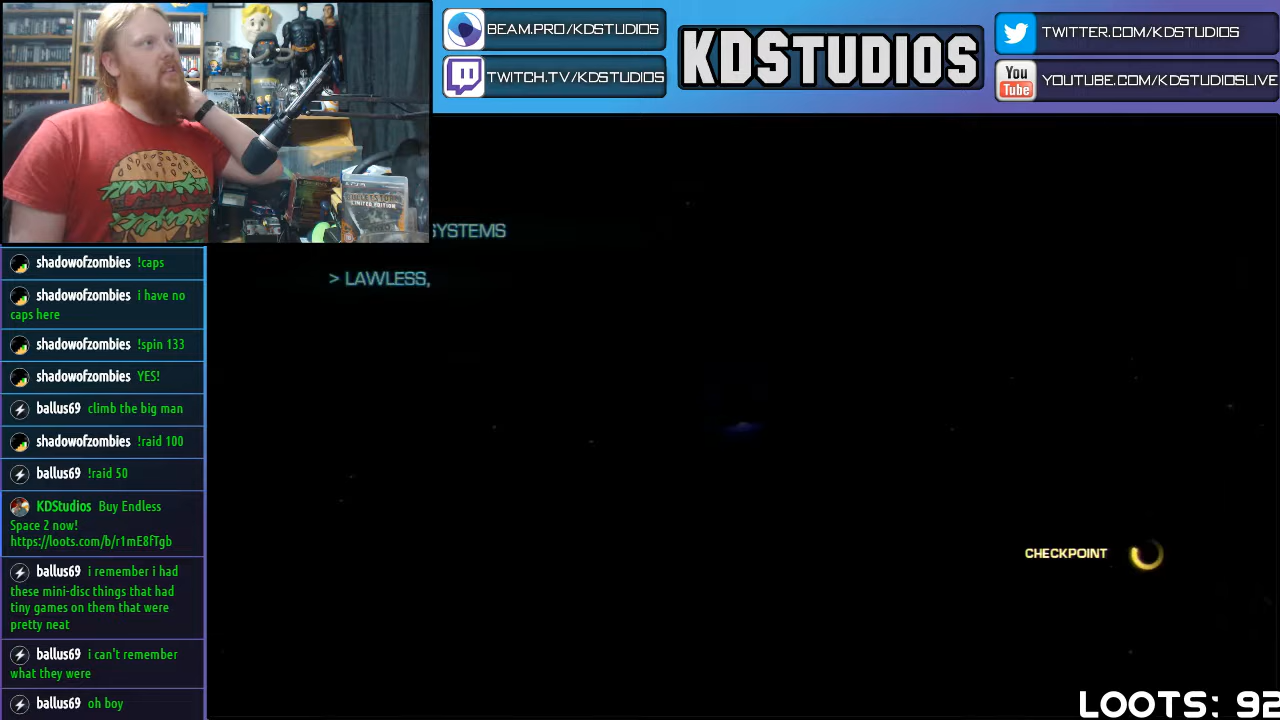 BEAM.PRO/KDSTUDIOS
TWITCH.TV/KDSTUDIOS
KDSTUDIOS
TWITTER.COM/KDSTUDIOS
You
Tube
YOUTUBE.COM/KDSTUDIOSLIVE
LIMITED EDITION
SYSTEMS
> LAWLESS,
shadowofzombies !caps
shadowofzombies i have no
caps here
shadowofzombies !spin 133
shadowofzombies YES!
ballus69 climb the big man
shadowofzombies !raid 100
ballus69 !raid 50
KDStudios Buy Endless
Space 2 now!
https://loots.com/b/r1mE8fTgb
ballus69 i remember i had
these mini-disc things that had
tiny games on them that were
pretty neat
ballus69 i can't remember
what they were
ballus69 oh boy
CHECKPOINT
LOOTS: 92